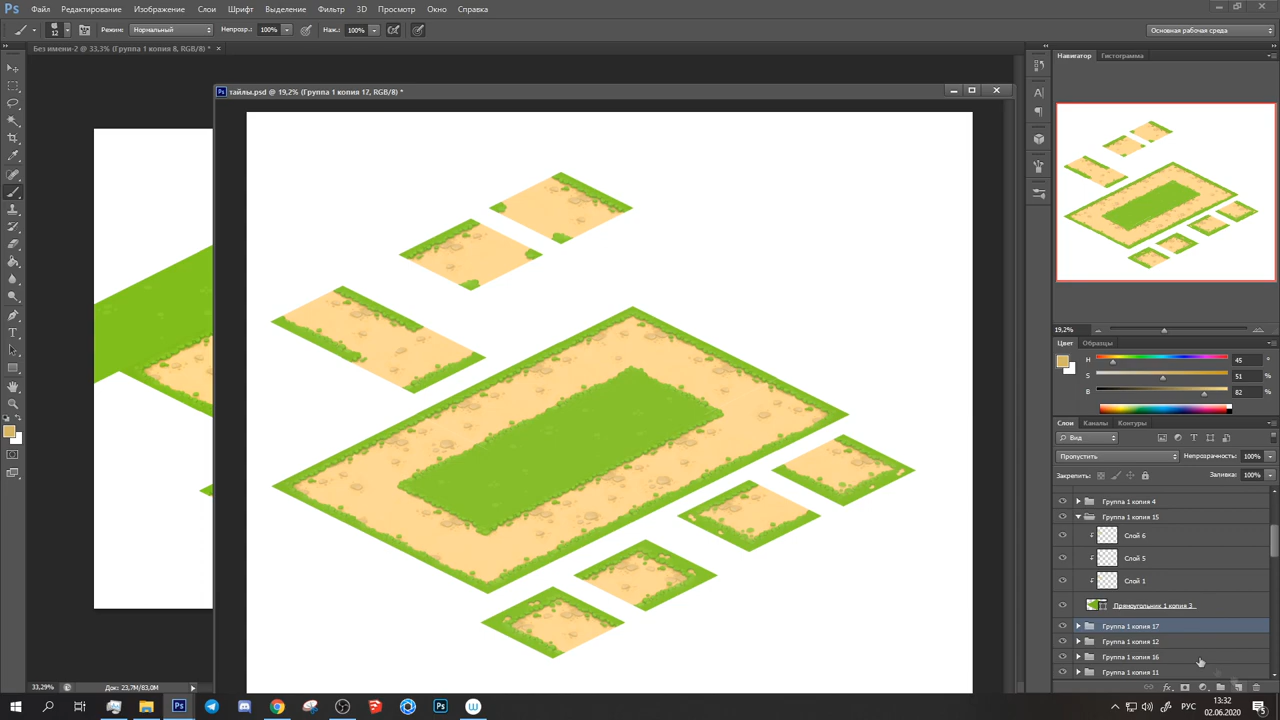 Ps Файл Редактирование Изображение Слои Шрифт Выделение Фильтр 3D Просмотр Окно Справка
12 Режим: Нормальный Непрозр.: 100% Наж.: 100% Основная рабочая среда
Без имени-2 @ 33,3% (Группа 1 копия 8, RGB/8) *
тайлы.psd @ 19,2% (Группа 1 копия 17, RGB/8) *
Навигатор Гистограмма
19,2%
Цвет Образцы
H 45 °
S 51 %
B 82 %
Слои Каналы Контуры
Вид
Пропустить Непрозрачность: 100%
Закрепить: Заливка: 100%
Группа 1 копия 4
Группа 1 копия 15
Слой 6
Слой 5
Слой 1
Прямоугольник 1 копия 3
Группа 1 копия 17
Группа 1 копия 12
Группа 1 копия 16
Группа 1 копия 11
33,29% Док: 23,7M/83,0M
РУС 13:32
02.06.2020